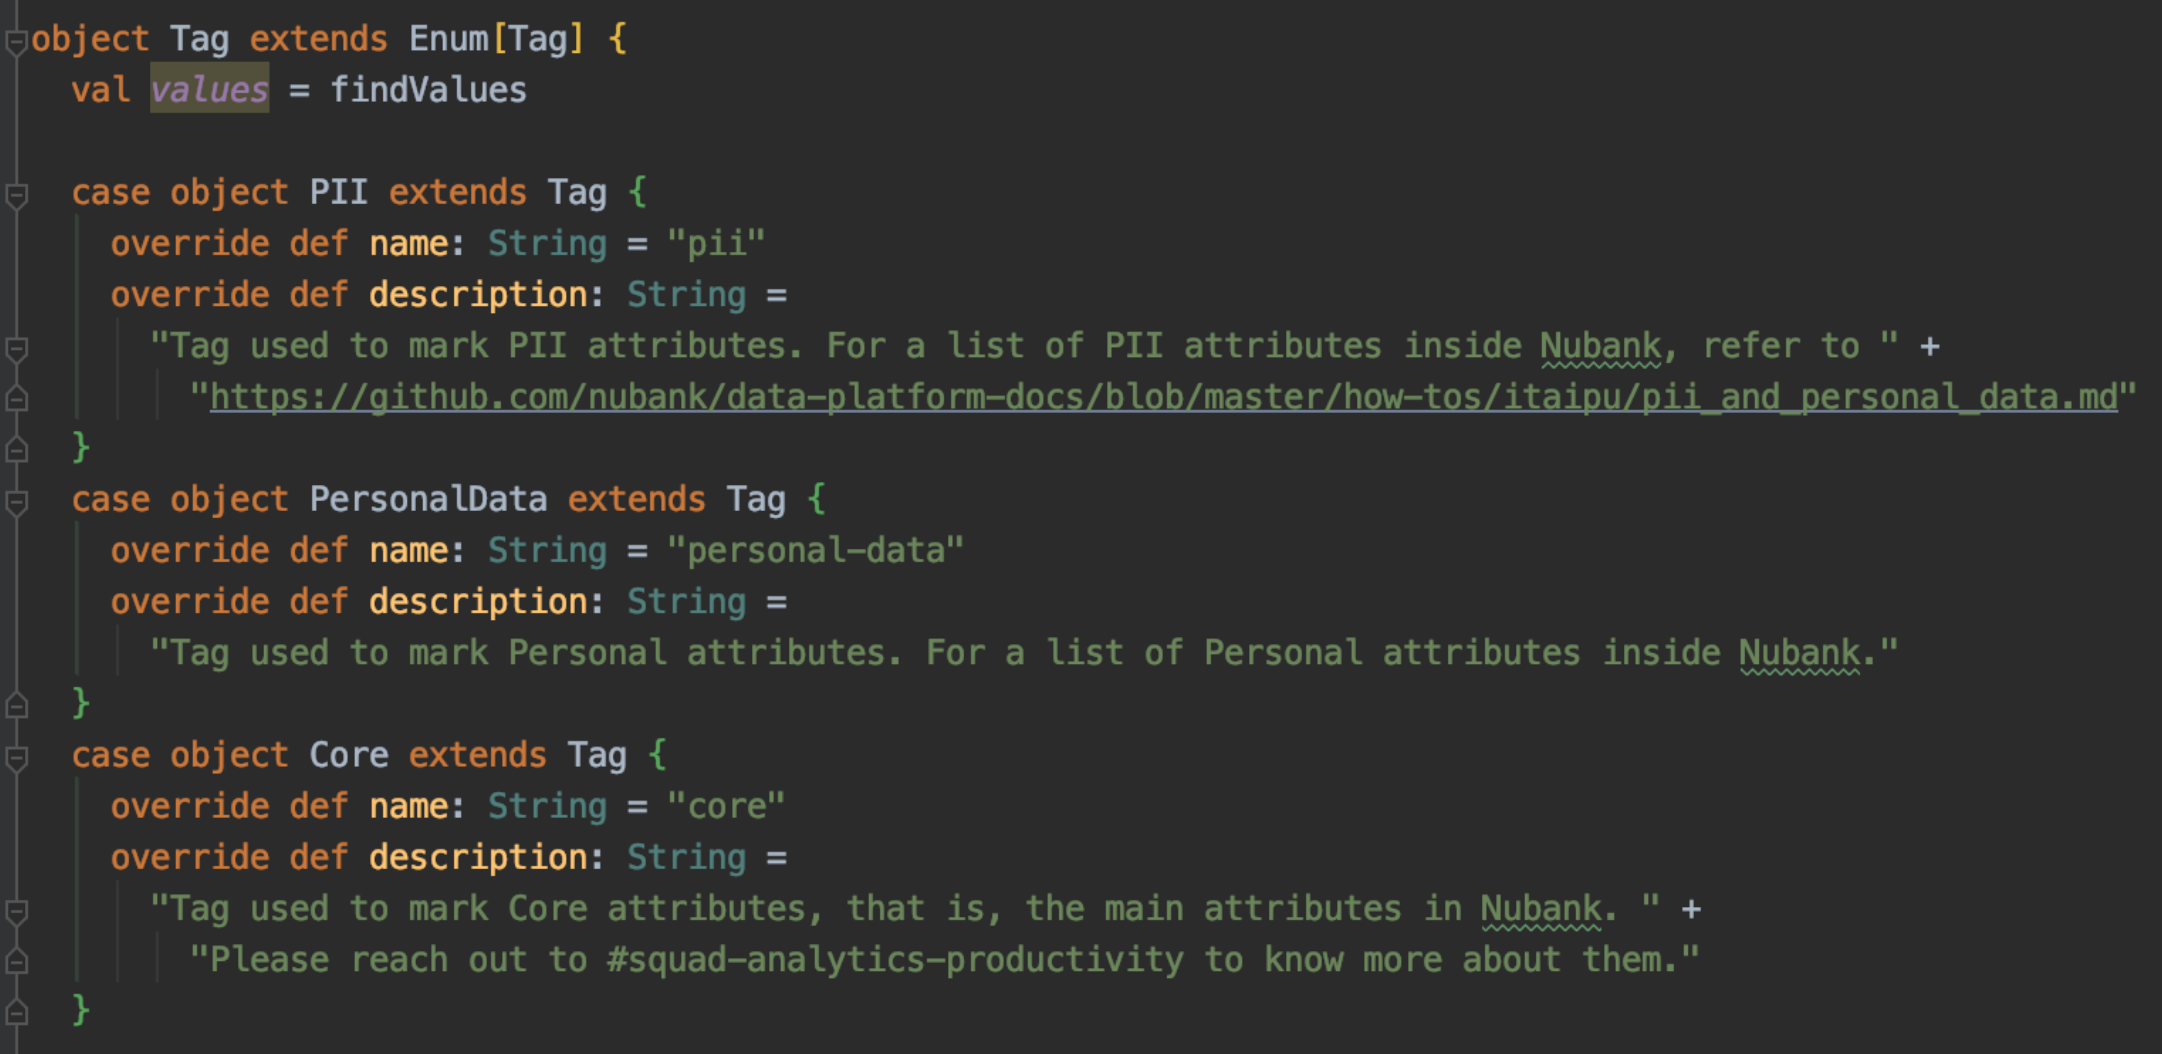 object Tag extends Enum[Tag] {
val values = findValues
case object PII extends Tag {
override def name: String = "pii"
override def description: String =
"Tag used to mark PII attributes. For a list of PII attributes inside Nubank, refer to " +
"https://github.com/nubank/data-platform-docs/blob/master/how-tos/itaipu/pii_and_personal_data.md"
}
case object PersonalData extends Tag {
override def name: String = "personal-data"
override def description: String =
"Tag used to mark Personal attributes. For a list of Personal attributes inside Nubank."
}
case object Core extends Tag {
override def name: String = "core"
override def description: String =
"Tag used to mark Core attributes, that is, the main attributes in Nubank. " +
"Please reach out to #squad-analytics-productivity to know more about them."
}